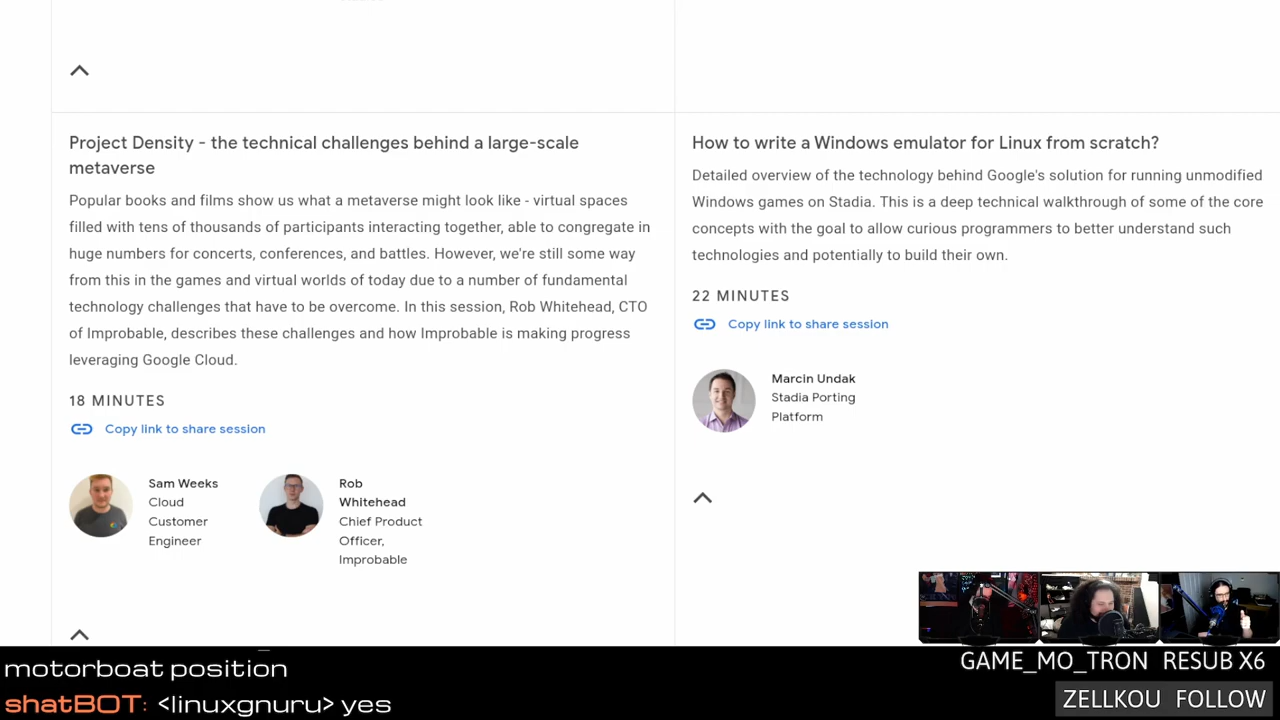 Project Density - the technical challenges behind a large-scale
metaverse
Popular books and films show us what a metaverse might look like - virtual spaces
filled with tens of thousands of participants interacting together, able to congregate in
huge numbers for concerts, conferences, and battles. However, we're still some way
from this in the games and virtual worlds of today due to a number of fundamental
technology challenges that have to be overcome. In this session, Rob Whitehead, CTO
of Improbable, describes these challenges and how Improbable is making progress
leveraging Google Cloud.
18 MINUTES
Copy link to share session
Sam Weeks
Cloud
Customer
Engineer
Rob
Whitehead
Chief Product
Officer,
Improbable
How to write a Windows emulator for Linux from scratch?
Detailed overview of the technology behind Google's solution for running unmodified
Windows games on Stadia. This is a deep technical walkthrough of some of the core
concepts with the goal to allow curious programmers to better understand such
technologies and potentially to build their own.
22 MINUTES
Copy link to share session
Marcin Undak
Stadia Porting
Platform
motorboat position
shatBOT: <linuxgnuru> yes
GAME_MO_TRON RESUB X6
ZELLKOU FOLLOW